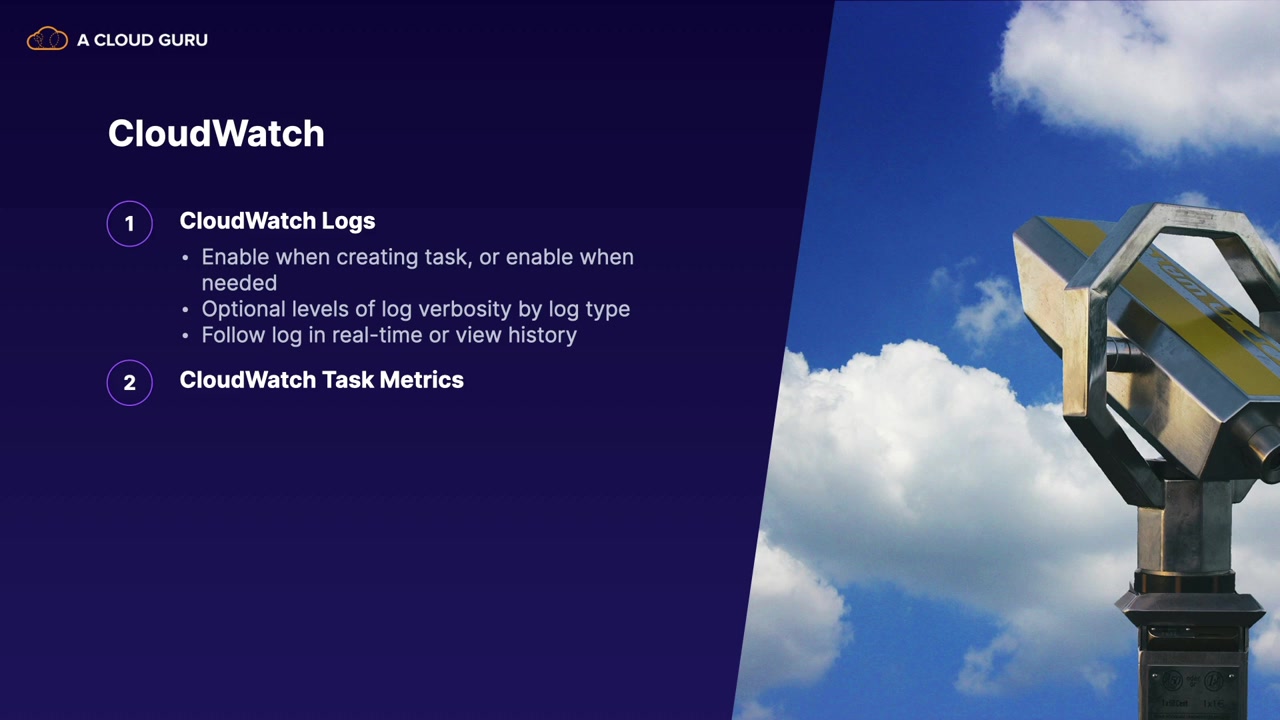 A CLOUD GURU
CloudWatch
1
CloudWatch Logs
• Enable when creating task, or enable when
needed
• Optional levels of log verbosity by log type
• Follow log in real-time or view history
2
CloudWatch Task Metrics